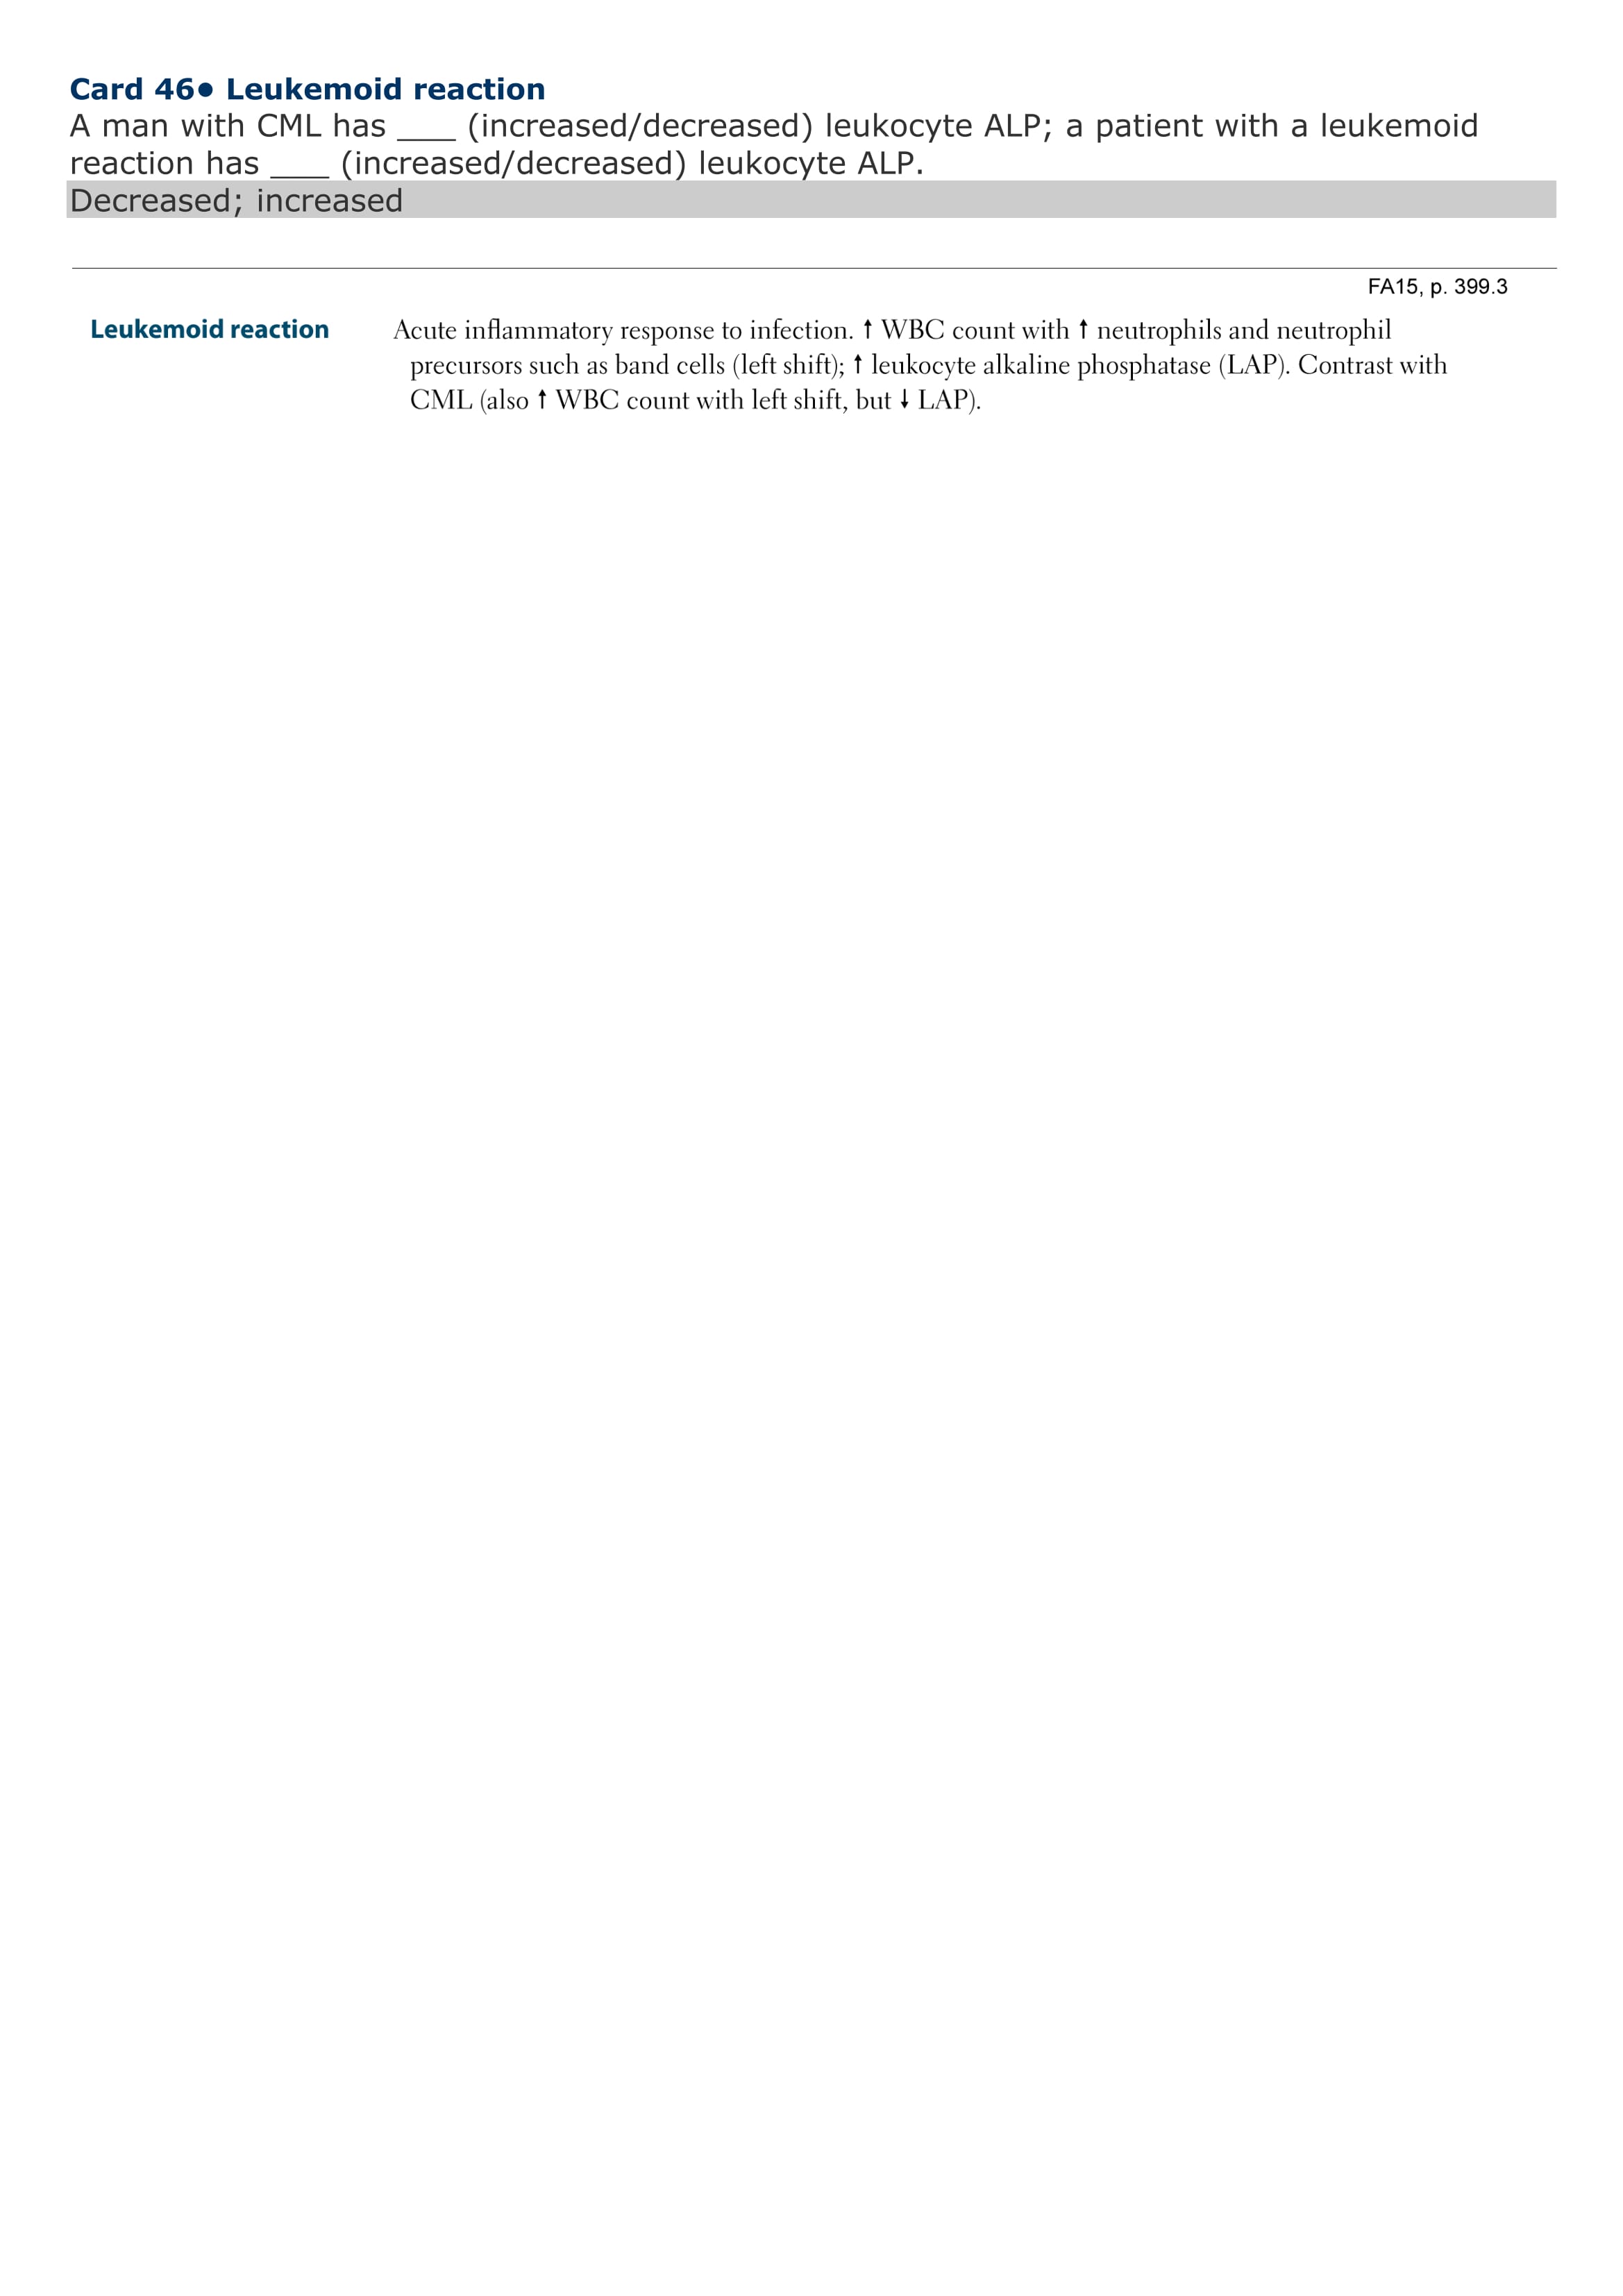 Card 46• Leukemoid reaction
A man with CML has ___ (increased/decreased) leukocyte ALP; a patient with a leukemoid
reaction has ___ (increased/decreased) leukocyte ALP.
Decreased; increased
FA15, p. 399.3
Leukemoid reaction Acute inflammatory response to infection. ↑ WBC count with ↑ neutrophils and neutrophil
precursors such as band cells (left shift); ↑ leukocyte alkaline phosphatase (LAP). Contrast with
CML (also ↑ WBC count with left shift, but ↓ LAP).